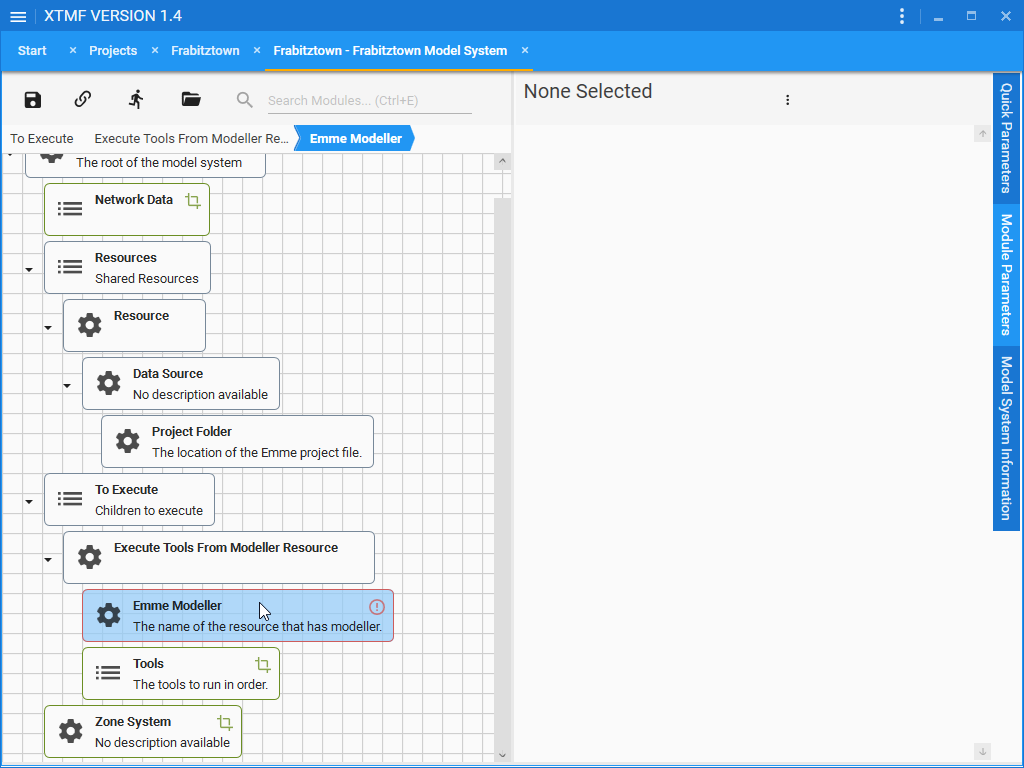 XTMF VERSION 1.4
Start × Projects × Frabitztown × Frabitztown - Frabitztown Model System ×
Search Modules... (Ctrl+E)
None Selected
To Execute Execute Tools From Modeller Re... Emme Modeller
The root of the model system
Network Data
Resources
Shared Resources
Resource
Data Source
No description available
Project Folder
The location of the Emme project file.
To Execute
Children to execute
Execute Tools From Modeller Resource
Emme Modeller
The name of the resource that has modeller.
Tools
The tools to run in order.
Zone System
No description available
Quick Parameters
Module Parameters
Model System Information